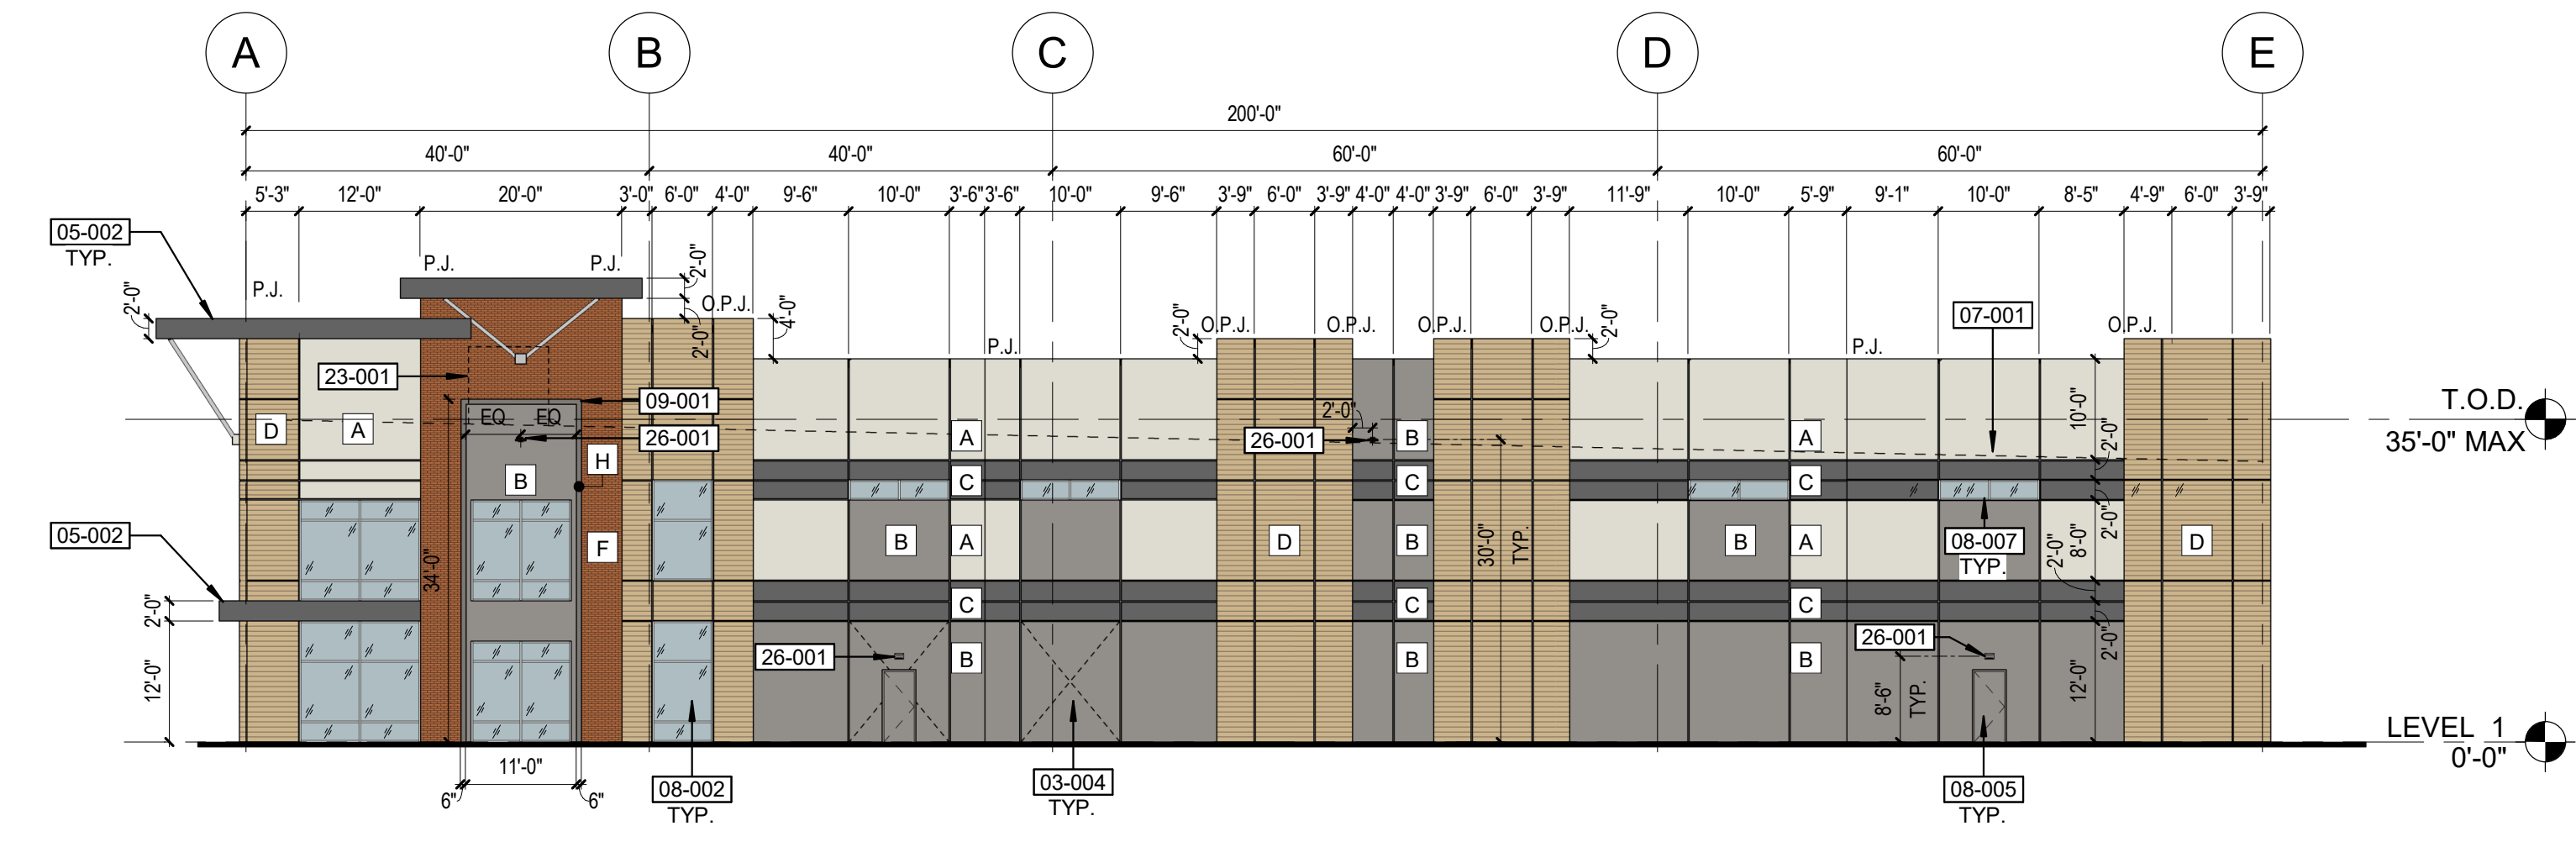 A B C D E
200'-0"
40'-0" 40'-0" 60'-0" 60'-0"
5'-3" 12'-0" 20'-0" 3'-0" 6'-0" 4'-0" 9'-6" 10'-0" 3'-6" 3'-6" 10'-0" 9'-6" 3'-9" 6'-0" 3'-9" 4'-0" 4'-0" 3'-9" 6'-0" 3'-9" 11'-9" 10'-0" 5'-9" 9'-1" 10'-0" 8'-5" 4'-9" 6'-0" 3'-9"
05-002
TYP.
P.J. P.J.
2'-0"
P.J.
2'-0"
O.P.J.
2'-0"
4'-0"
P.J.
2'-0"
O.P.J. O.P.J. O.P.J. O.P.J.
2'-0"
07-001
P.J.
O.P.J.
23-001
09-001
EQ EQ
26-001
2'-0"
26-001
10'-0"
T.O.D.
35'-0" MAX
D A A B A
2'-0"
H
B
C C C
2'-0"
05-002
F
34'-0"
B A D B
30'-0"
TYP.
B A
08-007
TYP.
8'-0"
2'-0"
D
2'-0"
12'-0"
C C C
2'-0"
26-001
B B B
26-001
8'-6"
TYP.
12'-0"
LEVEL 1
0'-0"
11'-0"
6" 6"
08-002
TYP.
03-004
TYP.
08-005
TYP.